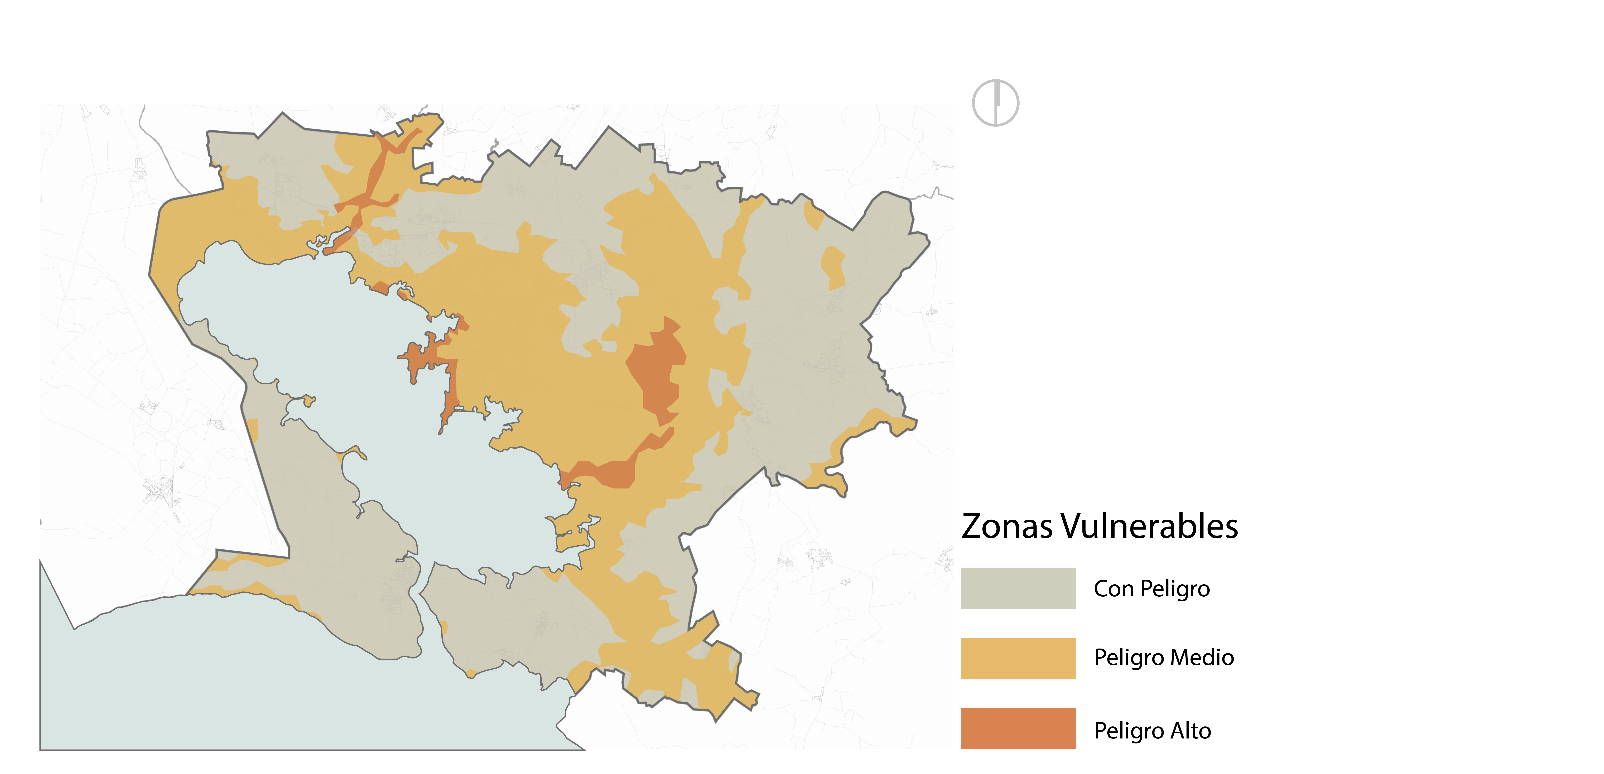 Zonas Vulnerables
Con Peligro
Peligro Medio
Peligro Alto